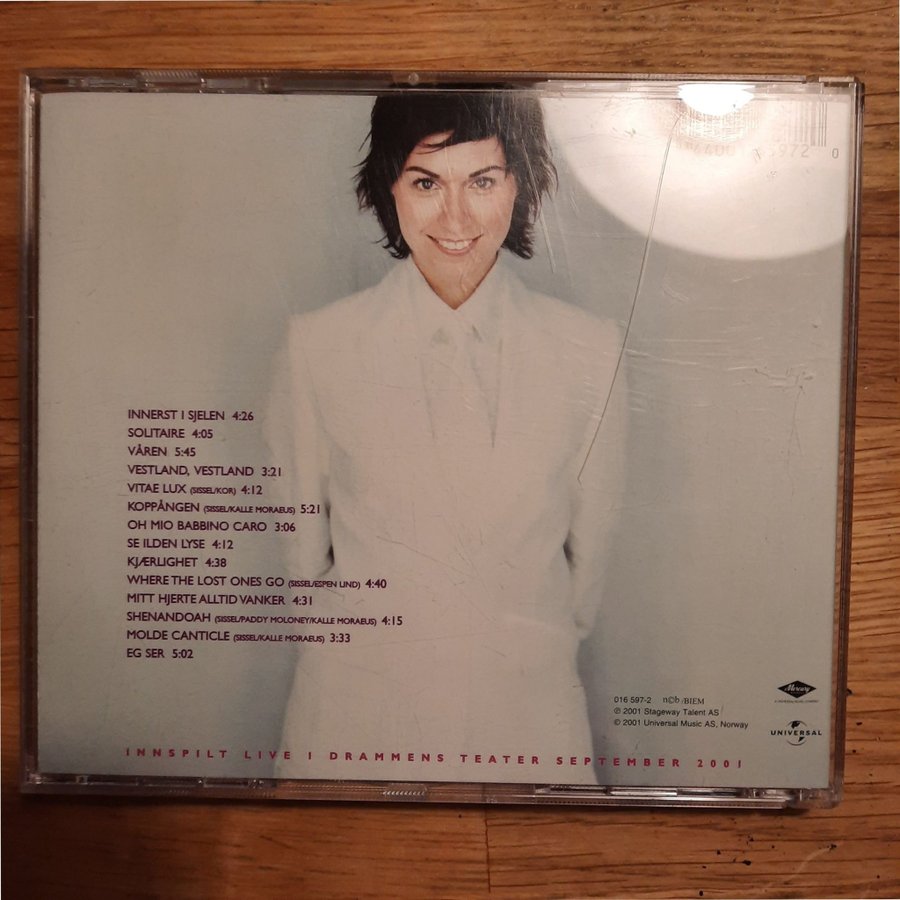 INNERST I SJELEN 4:26
SOLITAIRE 4:05
VÅREN 5:45
VESTLAND, VESTLAND 3:21
VITAE LUX (SISSEL/KOR) 4:12
KOPPÅNGEN (SISSEL/KALLE MORAEUS) 5:21
OH MIO BABBINO CARO 3:06
SE ILDEN LYSE 4:12
KJÆRLIGHET 4:38
WHERE THE LOST ONES GO (SISSEL/ESPEN LIND) 4:40
MITT HJERTE ALLTID VANKER 4:31
SHENANDOAH (SISSEL/PADDY MOLONEY/KALLE MORAEUS) 4:15
MOLDE CANTICLE (SISSEL/KALLE MORAEUS) 3:33
EG SER 5:02
016 597-2 n©b /BIEM
℗ 2001 Stageway Talent AS
© 2001 Universal Music AS, Norway
Mercury
UNIVERSAL
INNSPILT LIVE I DRAMMENS TEATER SEPTEMBER 2001